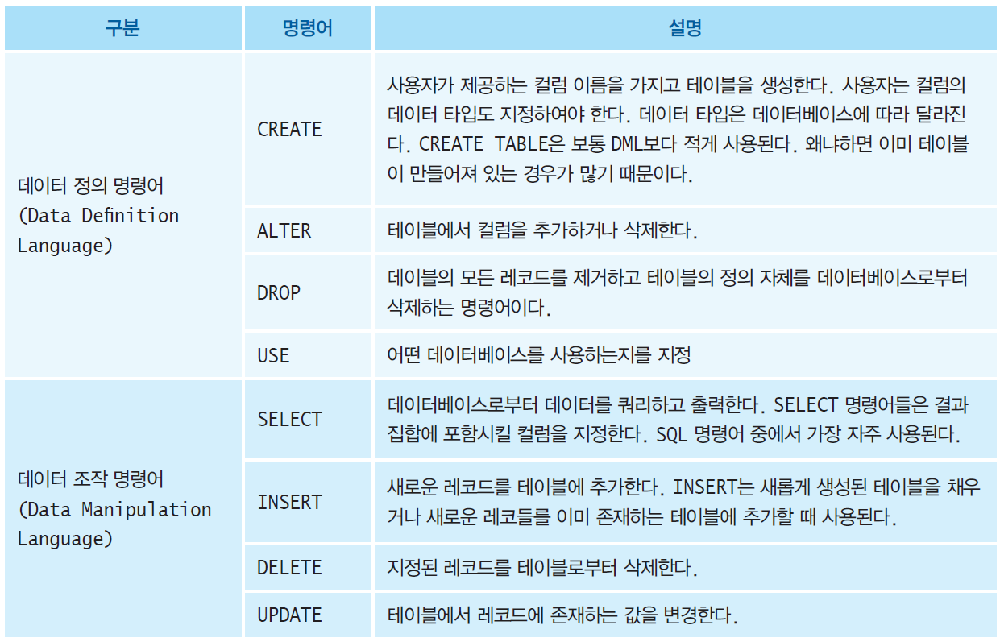 구분 명령어 설명
데이터 정의 명령어
(Data Definition
Language)
CREATE
사용자가 제공하는 컬럼 이름을 가지고 테이블을 생성한다. 사용자는 컬럼의
데이터 타입도 지정하여야 한다. 데이터 타입은 데이터베이스에 따라 달라진
다. CREATE TABLE은 보통 DML보다 적게 사용된다. 왜냐하면 이미 테이블
이 만들어져 있는 경우가 많기 때문이다.
ALTER
테이블에서 컬럼을 추가하거나 삭제한다.
DROP
데이블의 모든 레코드를 제거하고 테이블의 정의 자체를 데이터베이스로부터
삭제하는 명령어이다.
USE
어떤 데이터베이스를 사용하는지를 지정
데이터 조작 명령어
(Data Manipulation
Language)
SELECT
데이터베이스로부터 데이터를 쿼리하고 출력한다. SELECT 명령어들은 결과
집합에 포함시킬 컬럼을 지정한다. SQL 명령어 중에서 가장 자주 사용된다.
INSERT
새로운 레코드를 테이블에 추가한다. INSERT는 새롭게 생성된 테이블을 채우
거나 새로운 레코들를 이미 존재하는 테이블에 추가할 때 사용된다.
DELETE
지정된 레코드를 테이블로부터 삭제한다.
UPDATE
테이블에서 레코드에 존재하는 값을 변경한다.